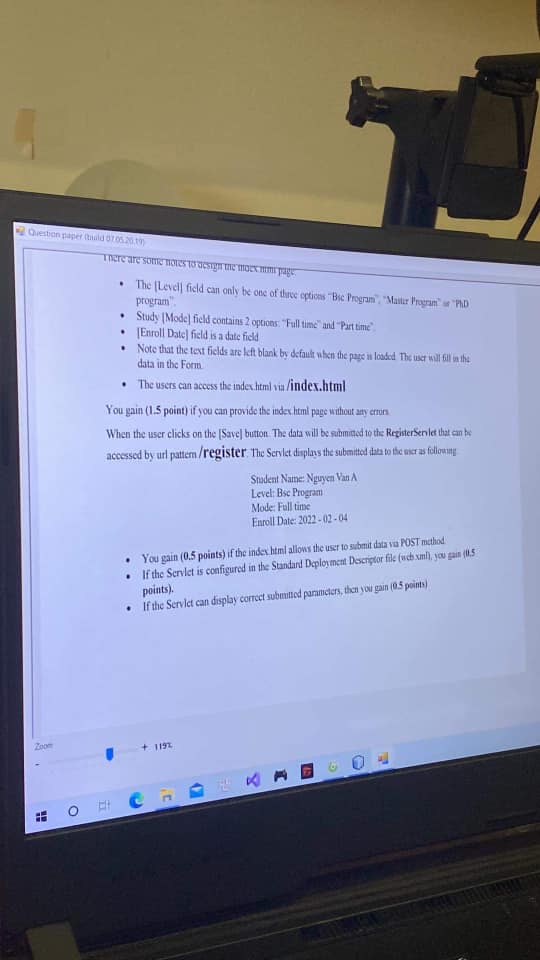 Question paper (build 07.05.20.19)
There are some notes to design the index.html page:
• The [Level] field can only be one of three options "Bsc Program", "Master Program" or "PhD
program".
• Study [Mode] field contains 2 options: "Full time" and "Part time".
• [Enroll Date] field is a date field
• Note that the text fields are left blank by default when the page is loaded. The user will fill in the
data in the Form.
• The users can access the index.html via /index.html
You gain (1.5 point) if you can provide the index.html page without any errors.
When the user clicks on the [Save] button. The data will be submitted to the RegisterServlet that can be
accessed by url pattern /register. The Servlet displays the submitted data to the user as following:
Student Name: Nguyen Van A
Level: Bsc Program
Mode: Full time
Enroll Date: 2022 - 02 - 04
• You gain (0.5 points) if the index.html allows the user to submit data via POST method.
• If the Servlet is configured in the Standard Deployment Descriptor file (web.xml), you gain (0.5
points).
• If the Servlet can display correct submitted parameters, then you gain (0.5 points)
Zoom
- + 119%